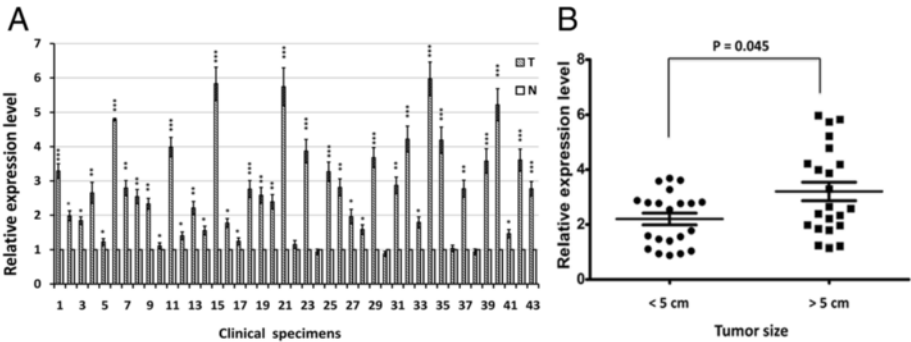 A
Relative expression level
7
6
5
4
3
2
1
0
T
N
1 3 5 7 9 11 13 15 17 19 21 23 25 27 29 31 33 35 37 39 41 43
Clinical specimens
B
P = 0.045
Relative expression level
8
6
4
2
0
< 5 cm > 5 cm
Tumor size